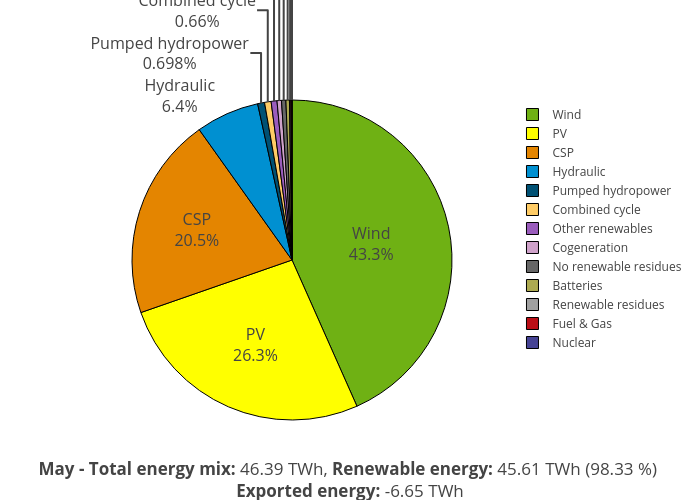 Combined cycle
0.66%
Pumped hydropower
0.698%
Hydraulic
6.4%
CSP
20.5%
Wind
43.3%
PV
26.3%
Wind
PV
CSP
Hydraulic
Pumped hydropower
Combined cycle
Other renewables
Cogeneration
No renewable residues
Batteries
Renewable residues
Fuel & Gas
Nuclear
May - Total energy mix: 46.39 TWh, Renewable energy: 45.61 TWh (98.33 %)
Exported energy: -6.65 TWh